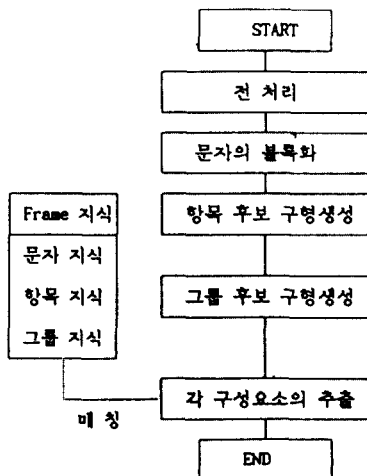 START
전 처리
문자의 블록화
항목 후보 구형생성
그룹 후보 구형생성
Frame 지식
문자 지식
항목 지식
그룹 지식
매 칭
각 구성요소의 추출
END